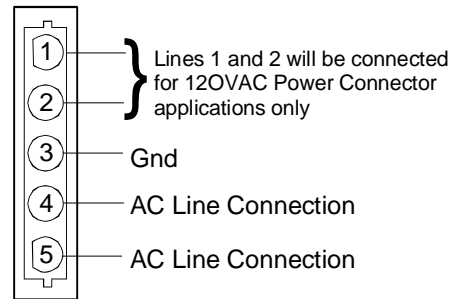 1
Lines 1 and 2 will be connected
for 12OVAC Power Connector
2
applications only
3
Gnd
4
AC Line Connection
5
AC Line Connection